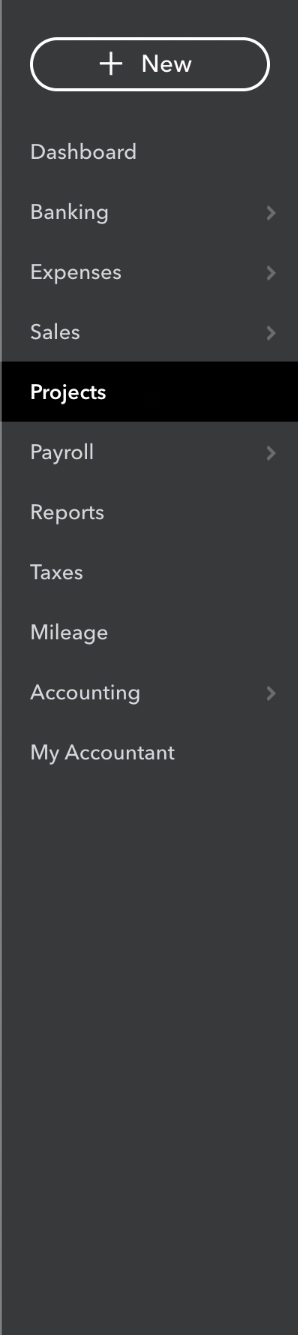 + New
Dashboard
Banking
Expenses
Sales
Projects
Payroll
Reports
Taxes
Mileage
Accounting
My Accountant